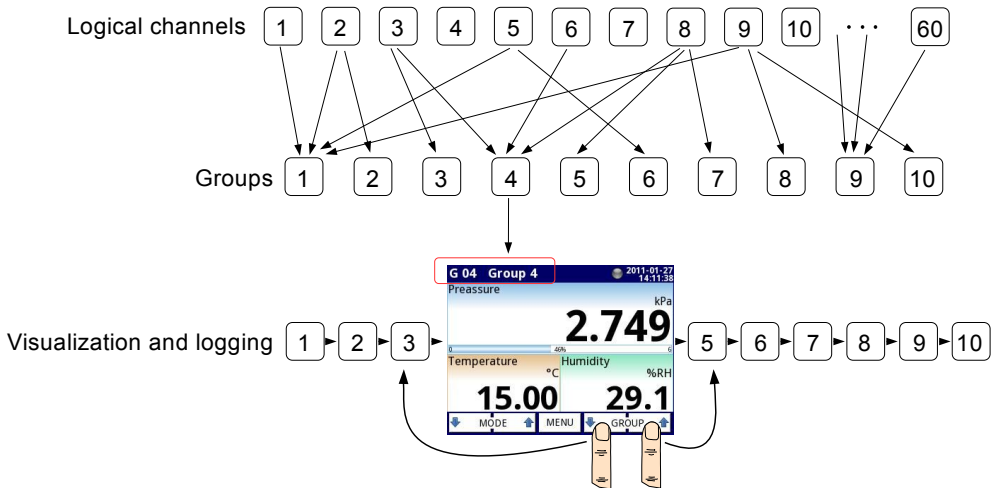 Logical channels 1 2 3 4 5 6 7 8 9 10 ... 60
Groups 1 2 3 4 5 6 7 8 9 10
G 04 Group 4 2011-01-27
14:11:38
Preassure
kPa
2.749
0 46% 6
Visualization and logging 1 2 3 5 6 7 8 9 10
Temperature Humidity
°C %RH
15.00 29.1
MODE MENU GROUP